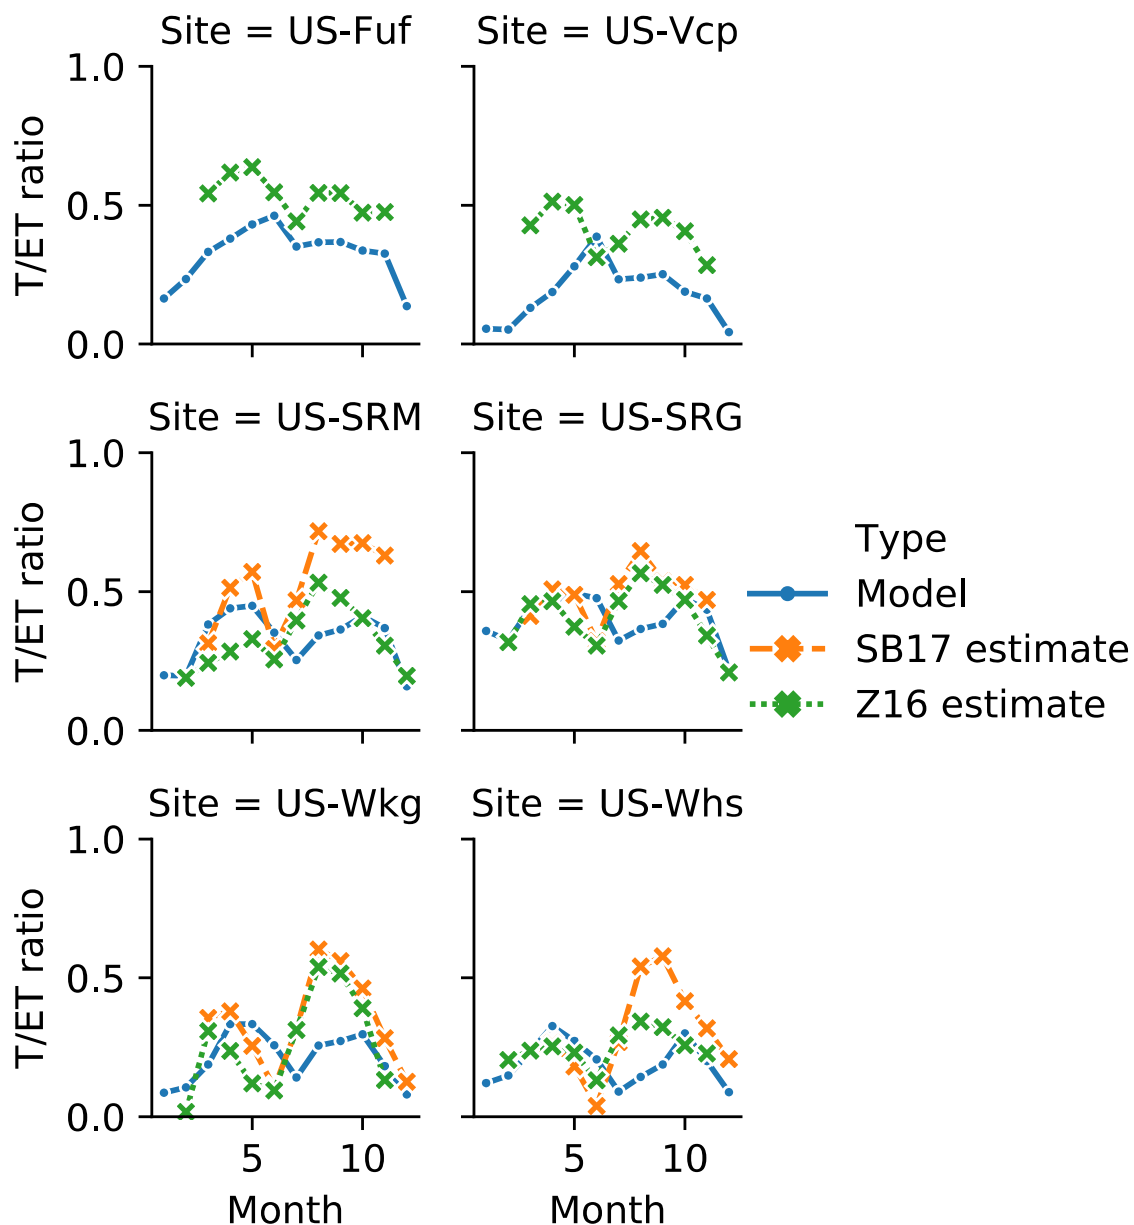 Site = US-Fuf
Site = US-Vcp
1.0
0.5
0.0
T/ET ratio
Site = US-SRM
Site = US-SRG
1.0
0.5
0.0
T/ET ratio
Type
Model
SB17 estimate
Z16 estimate
Site = US-Wkg
Site = US-Whs
1.0
0.5
0.0
T/ET ratio
5
10
5
10
Month
Month